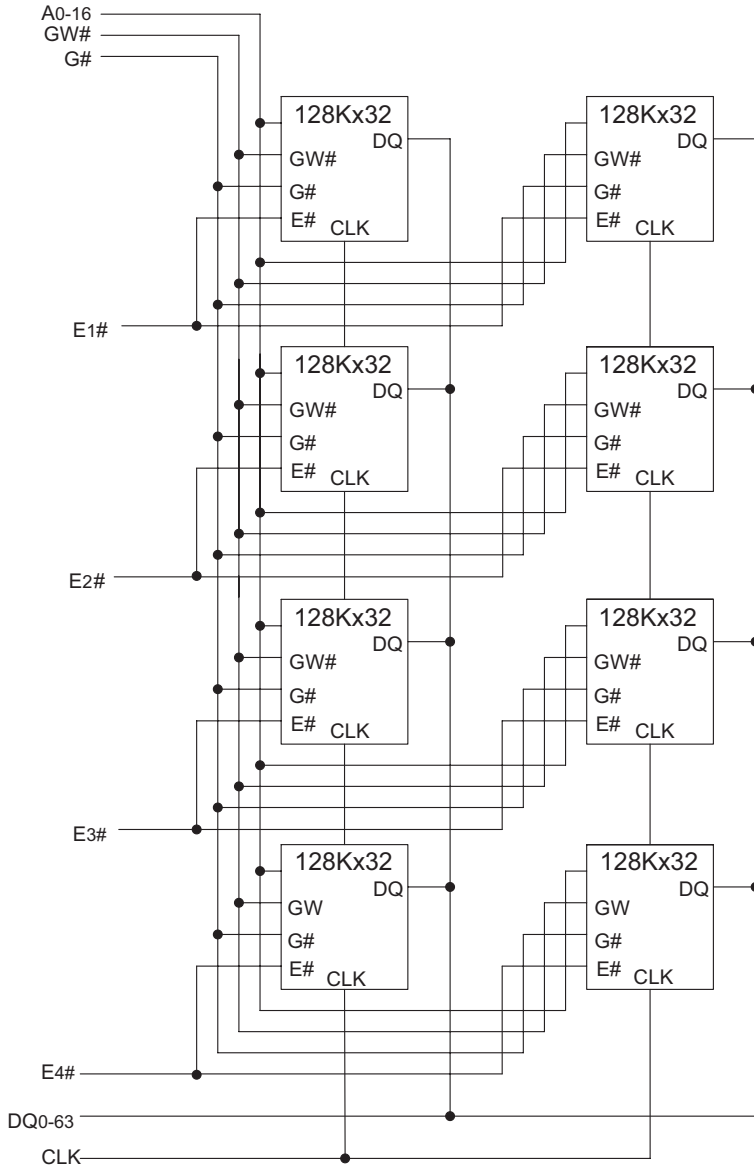 A0-16
GW#
G#
128Kx32
DQ
GW#
G#
E#
CLK
128Kx32
DQ
GW#
G#
E#
CLK
E1#
128Kx32
DQ
GW#
G#
E#
CLK
128Kx32
DQ
GW#
G#
E#
CLK
E2#
128Kx32
DQ
GW#
G#
E#
CLK
128Kx32
DQ
GW#
G#
E#
CLK
E3#
128Kx32
DQ
GW
G#
E#
CLK
128Kx32
DQ
GW
G#
E#
CLK
E4#
DQ0-63
CLK